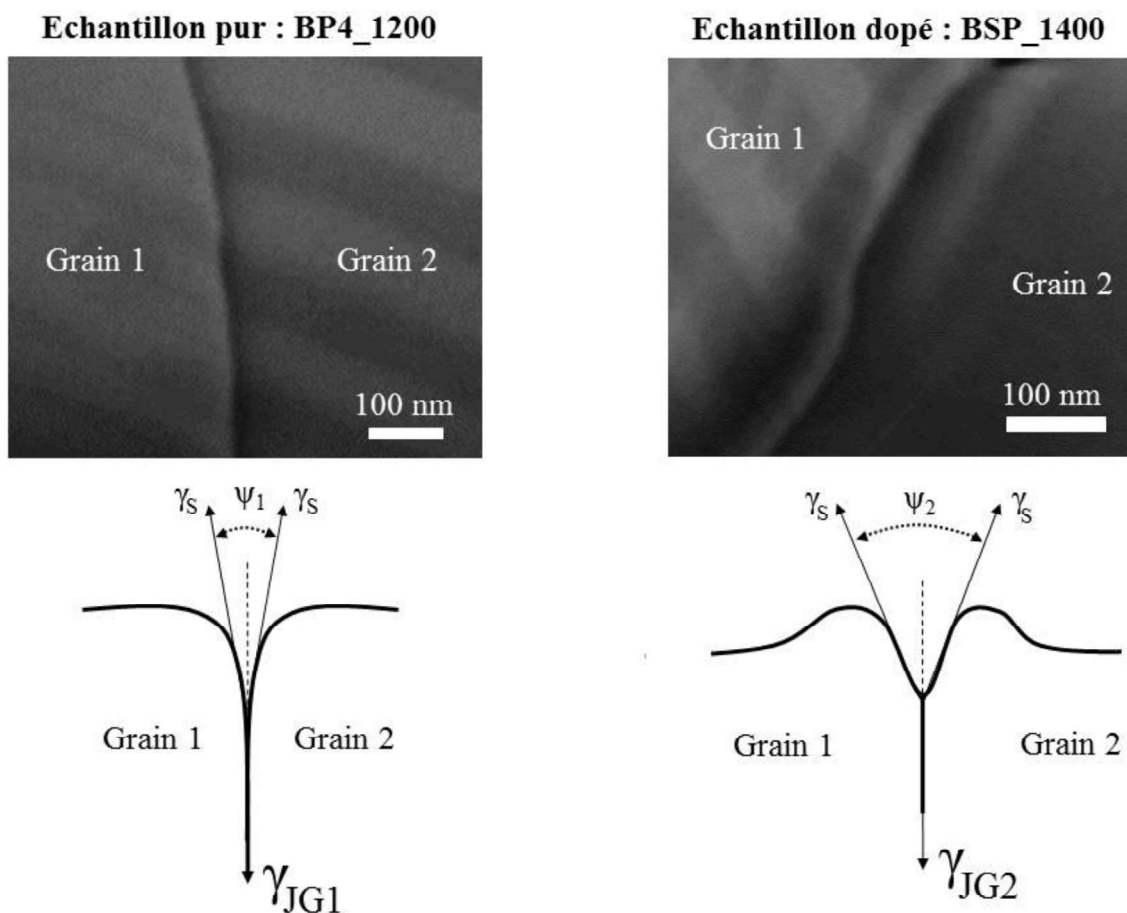 Echantillon pur : BP4_1200
Echantillon dopé : BSP_1400
Grain 1
Grain 2
100 nm
Grain 1
Grain 2
100 nm
γS ψ1 γS
Grain 1
Grain 2
γJG1
γS ψ2 γS
Grain 1
Grain 2
γJG2